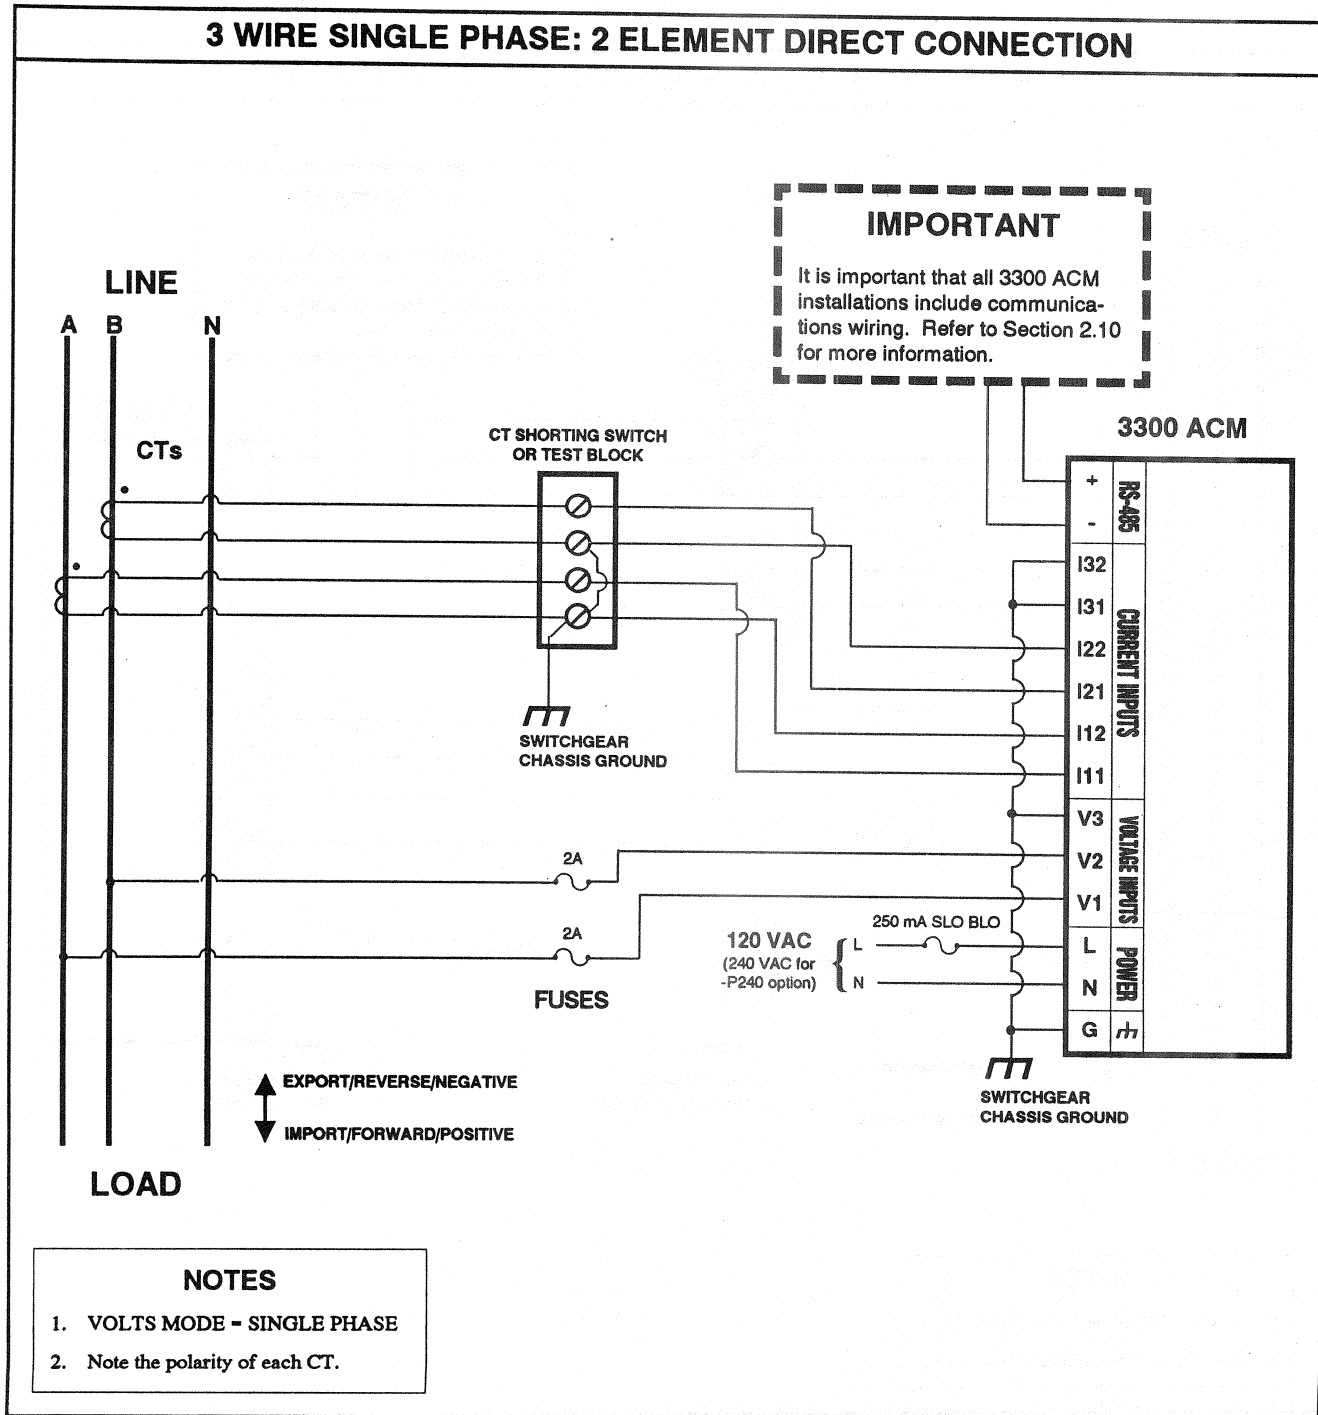 3 WIRE SINGLE PHASE: 2 ELEMENT DIRECT CONNECTION
IMPORTANT
It is important that all 3300 ACM
installations include communica-
tions wiring. Refer to Section 2.10
for more information.
LINE
A B N
CTs
CT SHORTING SWITCH
OR TEST BLOCK
3300 ACM
+
-
RS-485
I32
I31
I22
I21
I12
I11
CURRENT INPUTS
SWITCHGEAR
CHASSIS GROUND
V3
V2
V1
VOLTAGE INPUTS
2A
2A
FUSES
250 mA SLO BLO
120 VAC
(240 VAC for
-P240 option)
L
N
L
N
POWER
G
SWITCHGEAR
CHASSIS GROUND
EXPORT/REVERSE/NEGATIVE
IMPORT/FORWARD/POSITIVE
LOAD
NOTES
1. VOLTS MODE = SINGLE PHASE
2. Note the polarity of each CT.